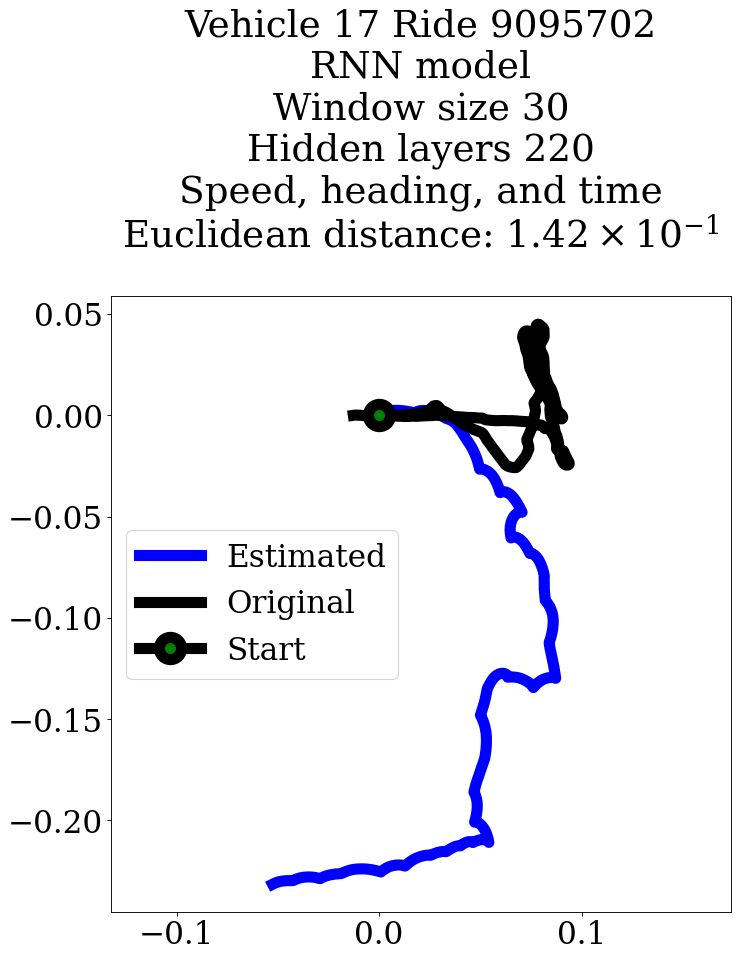 Vehicle 17 Ride 9095702
RNN model
Window size 30
Hidden layers 220
Speed, heading, and time
Euclidean distance: 1.42 × 10⁻¹
0.05
0.00
−0.05
−0.10
−0.15
−0.20
Estimated
Original
Start
−0.1
0.0
0.1